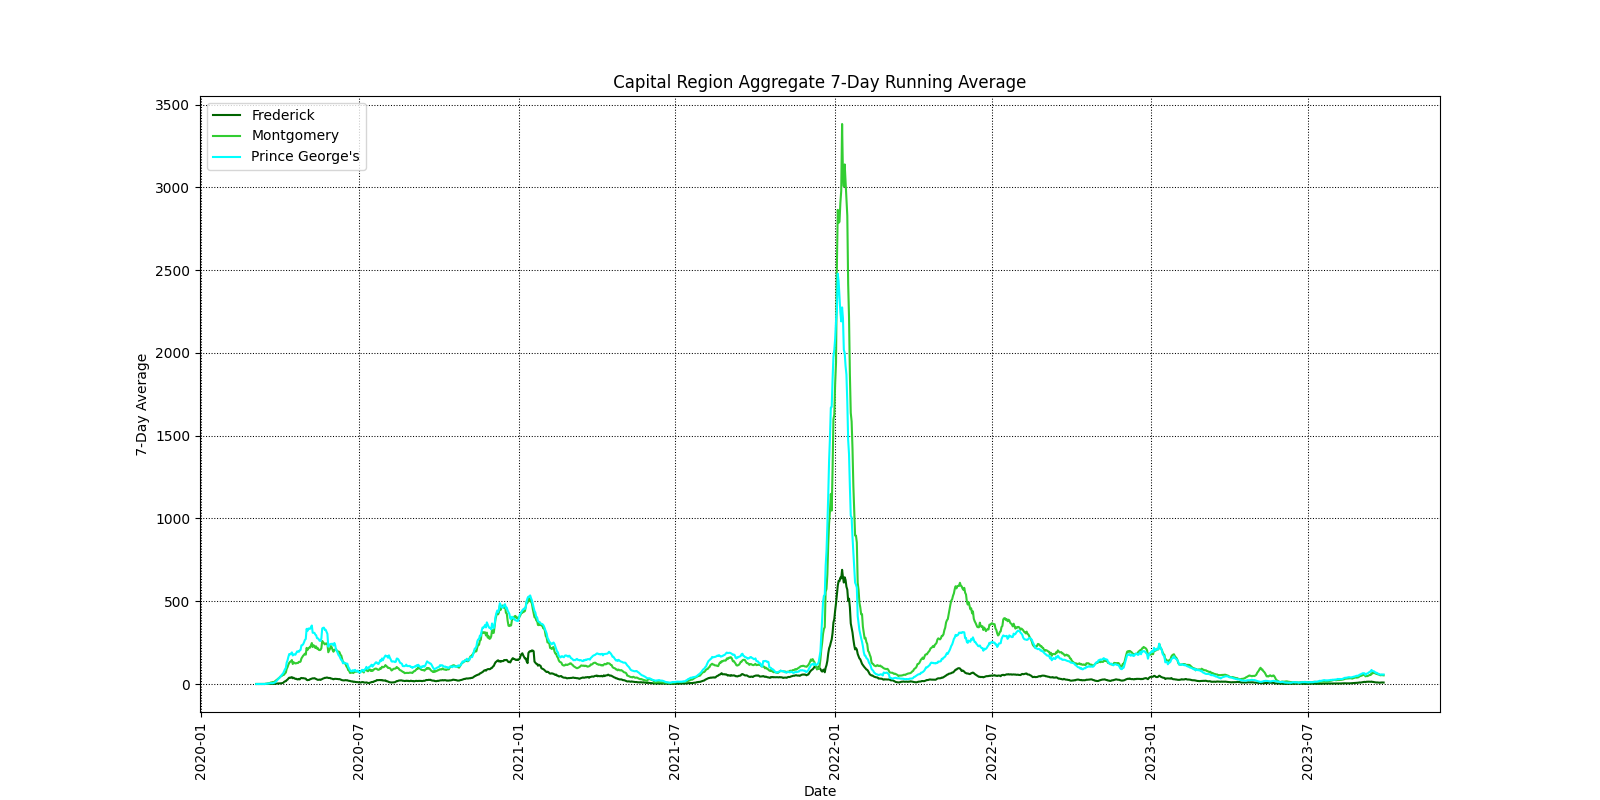 Capital Region Aggregate 7-Day Running Average
Frederick
Montgomery
Prince George's
3500
3000
2500
2000
1500
1000
500
0
7-Day Average
2020-01
2020-07
2021-01
2021-07
2022-01
2022-07
2023-01
2023-07
Date